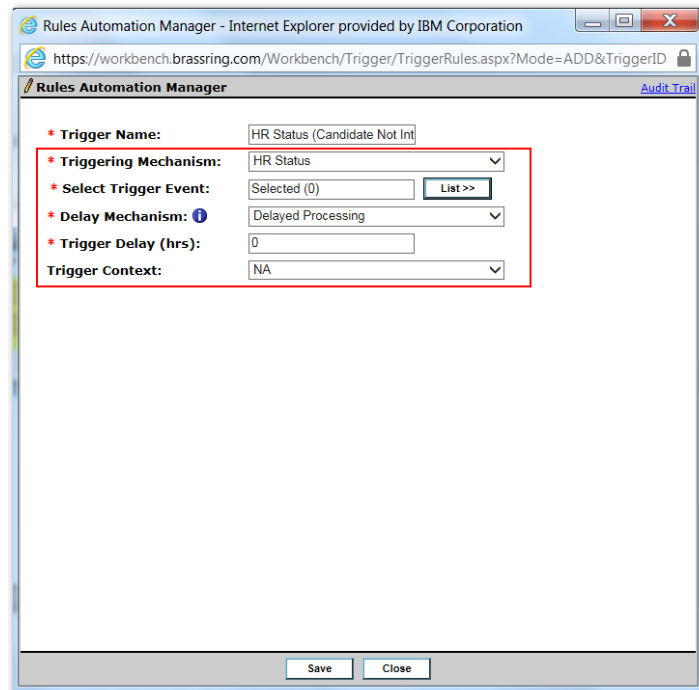 Rules Automation Manager - Internet Explorer provided by IBM Corporation
https://workbench.brassring.com/Workbench/Trigger/TriggerRules.aspx?Mode=ADD&TriggerID
Rules Automation Manager Audit Trail
* Trigger Name: HR Status (Candidate Not Int
* Triggering Mechanism: HR Status
* Select Trigger Event: Selected (0) List >>
* Delay Mechanism: i Delayed Processing
* Trigger Delay (hrs): 0
Trigger Context: NA
Save Close